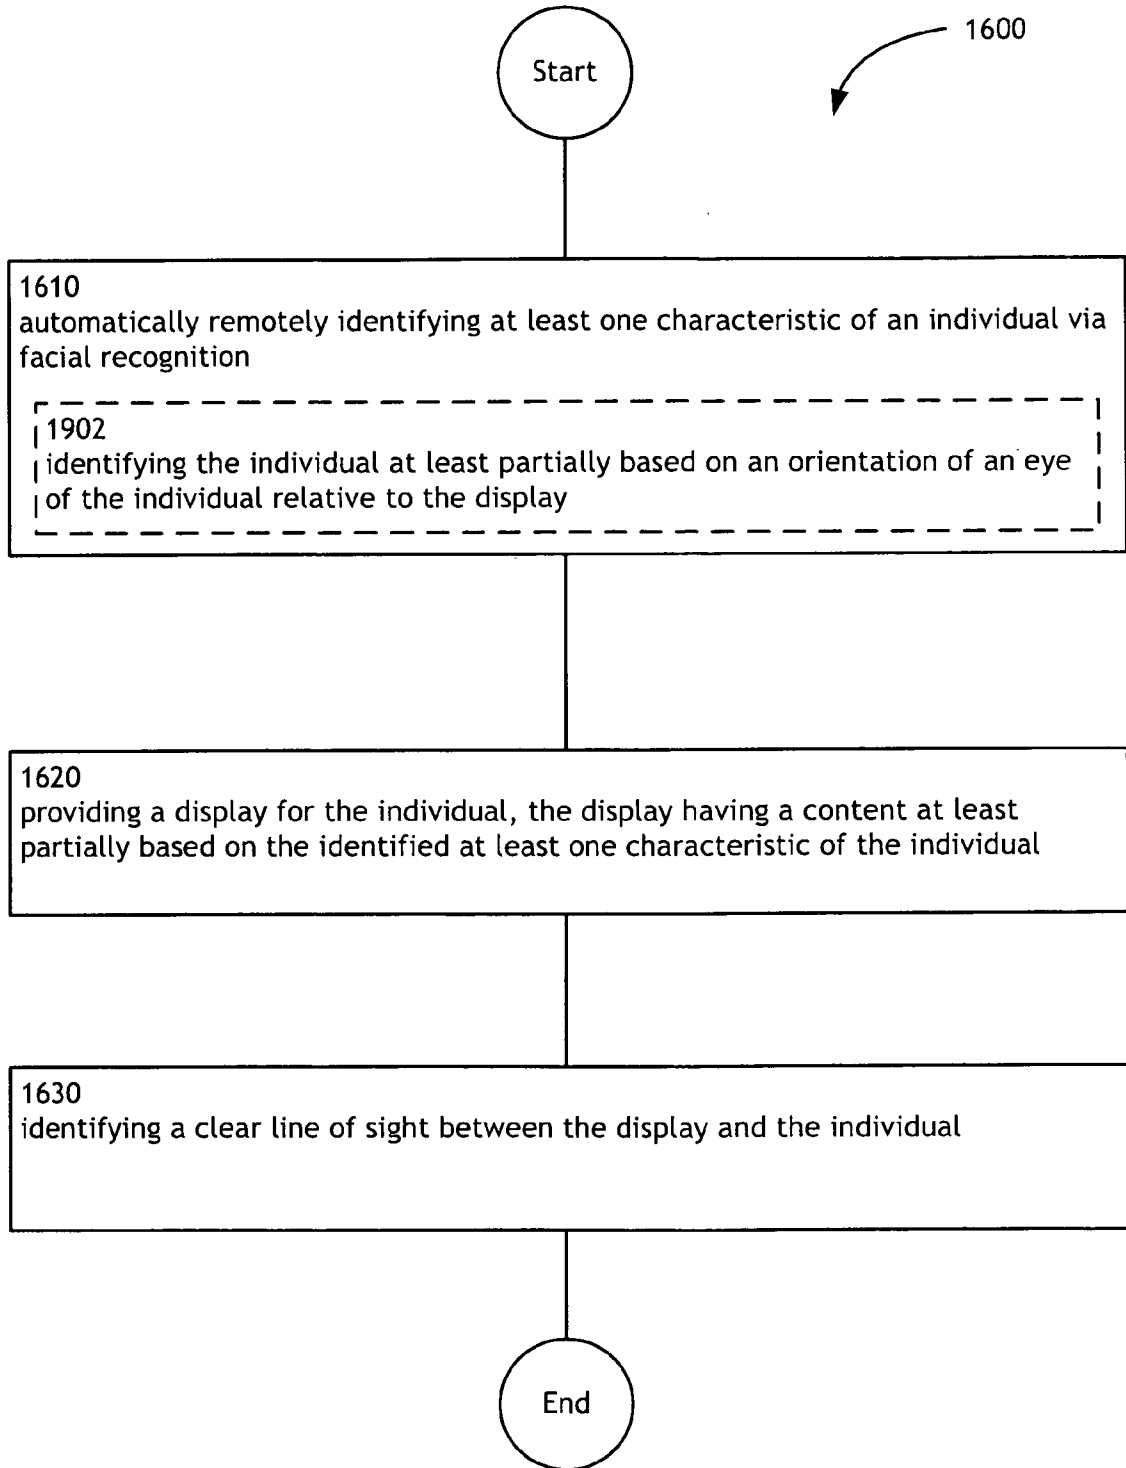 1600
Start
1610
automatically remotely identifying at least one characteristic of an individual via
facial recognition
1902
identifying the individual at least partially based on an orientation of an eye
of the individual relative to the display
1620
providing a display for the individual, the display having a content at least
partially based on the identified at least one characteristic of the individual
1630
identifying a clear line of sight between the display and the individual
End